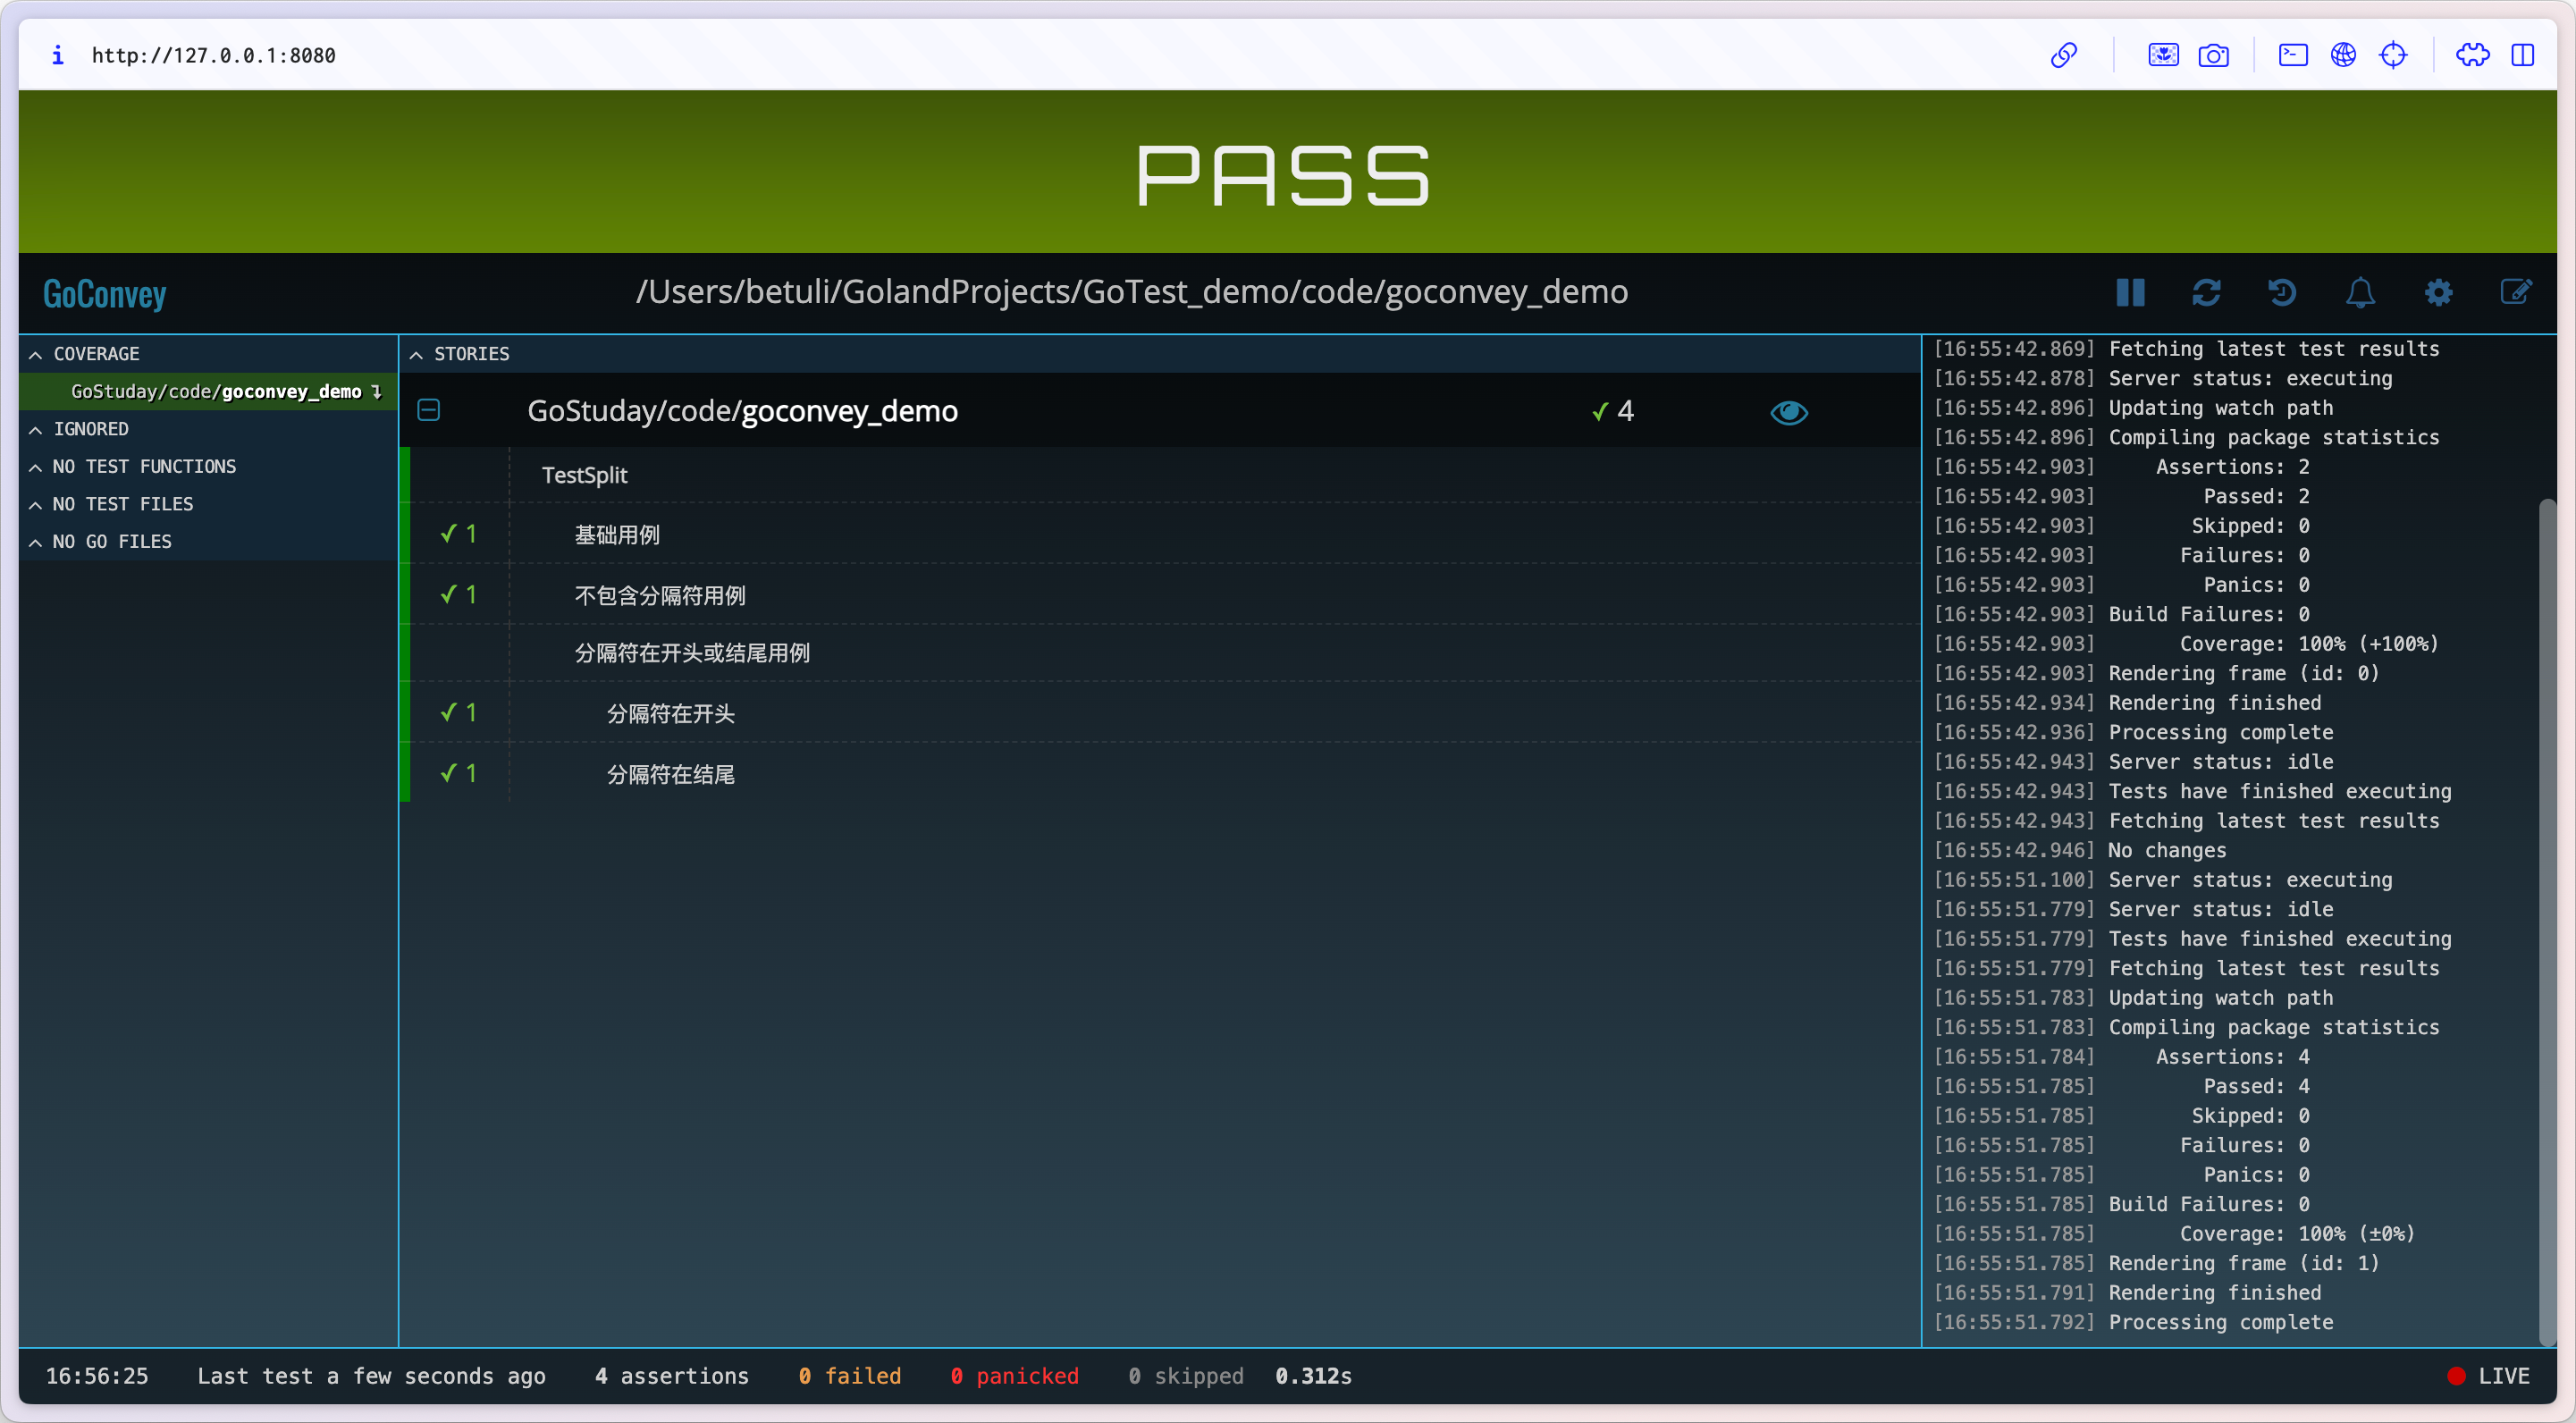 http://127.0.0.1:8080
PASS
GoConvey
/Users/betuli/GolandProjects/GoTest_demo/code/goconvey_demo
COVERAGE
GoStuday/code/goconvey_demo
IGNORED
NO TEST FUNCTIONS
NO TEST FILES
NO GO FILES
STORIES
GoStuday/code/goconvey_demo ✓ 4
TestSplit
✓ 1 基础用例
✓ 1 不包含分隔符用例
分隔符在开头或结尾用例
✓ 1 分隔符在开头
✓ 1 分隔符在结尾
[16:55:42.869] Fetching latest test results
[16:55:42.878] Server status: executing
[16:55:42.896] Updating watch path
[16:55:42.896] Compiling package statistics
[16:55:42.903] Assertions: 2
[16:55:42.903] Passed: 2
[16:55:42.903] Skipped: 0
[16:55:42.903] Failures: 0
[16:55:42.903] Panics: 0
[16:55:42.903] Build Failures: 0
[16:55:42.903] Coverage: 100% (+100%)
[16:55:42.903] Rendering frame (id: 0)
[16:55:42.934] Rendering finished
[16:55:42.936] Processing complete
[16:55:42.943] Server status: idle
[16:55:42.943] Tests have finished executing
[16:55:42.943] Fetching latest test results
[16:55:42.946] No changes
[16:55:51.100] Server status: executing
[16:55:51.779] Server status: idle
[16:55:51.779] Tests have finished executing
[16:55:51.779] Fetching latest test results
[16:55:51.783] Updating watch path
[16:55:51.783] Compiling package statistics
[16:55:51.784] Assertions: 4
[16:55:51.785] Passed: 4
[16:55:51.785] Skipped: 0
[16:55:51.785] Failures: 0
[16:55:51.785] Panics: 0
[16:55:51.785] Build Failures: 0
[16:55:51.785] Coverage: 100% (±0%)
[16:55:51.785] Rendering frame (id: 1)
[16:55:51.791] Rendering finished
[16:55:51.792] Processing complete
16:56:25 Last test a few seconds ago 4 assertions 0 failed 0 panicked 0 skipped 0.312s LIVE